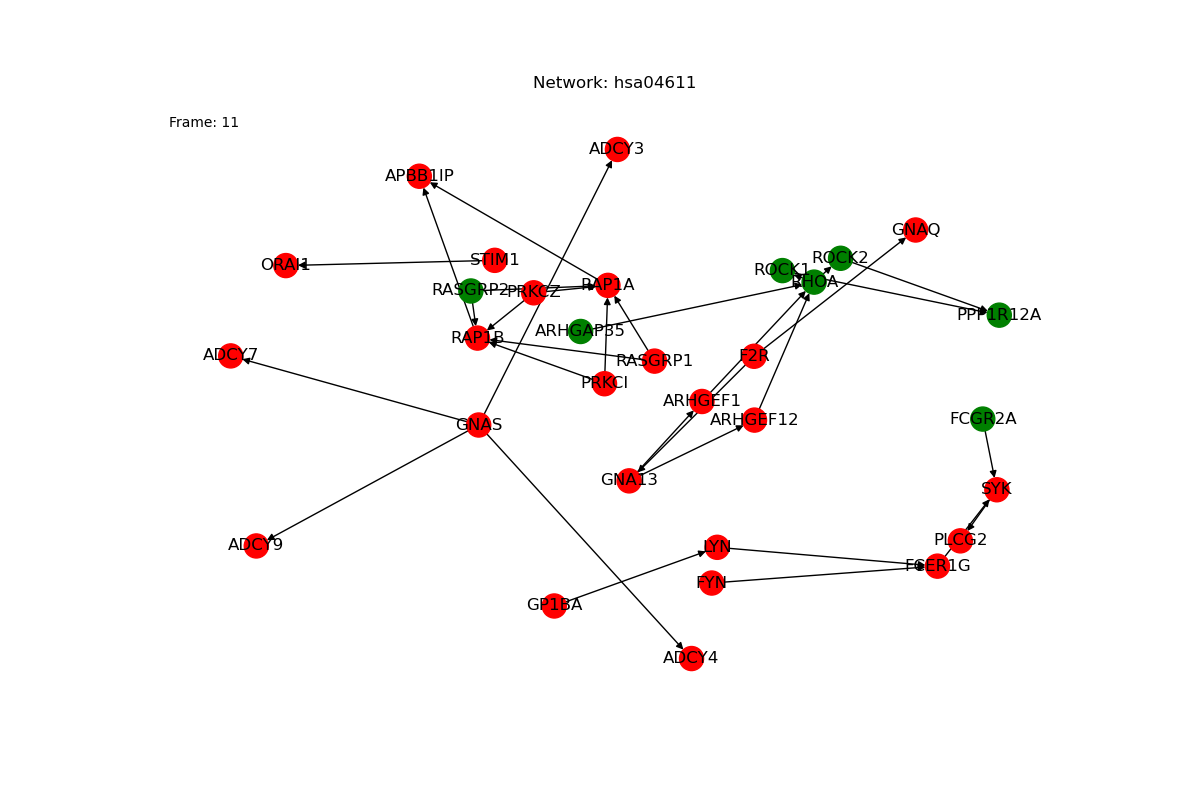 Network: hsa04611
Frame: 11
ADCY3
APBB1IP
GNAQ
ORAI1
STIM1
ROCK2
ROCK1
RHOA
RASGRP2
PRKCZ
RAP1A
PPP1R12A
ARHGAP35
RAP1B
ADCY7
F2R
RASGRP1
PRKCI
ARHGEF1
ARHGEF12
FCGR2A
GNAS
GNA13
SYK
PLCG2
ADCY9
LYN
FCER1G
FYN
GP1BA
ADCY4